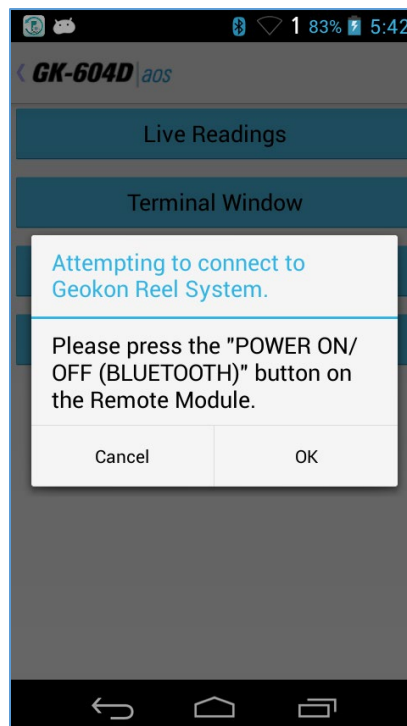 1 83% 5:42
GK-604D aos
Live Readings
Terminal Window
Attempting to connect to
Geokon Reel System.
Please press the "POWER ON/
OFF (BLUETOOTH)" button on
the Remote Module.
Cancel OK